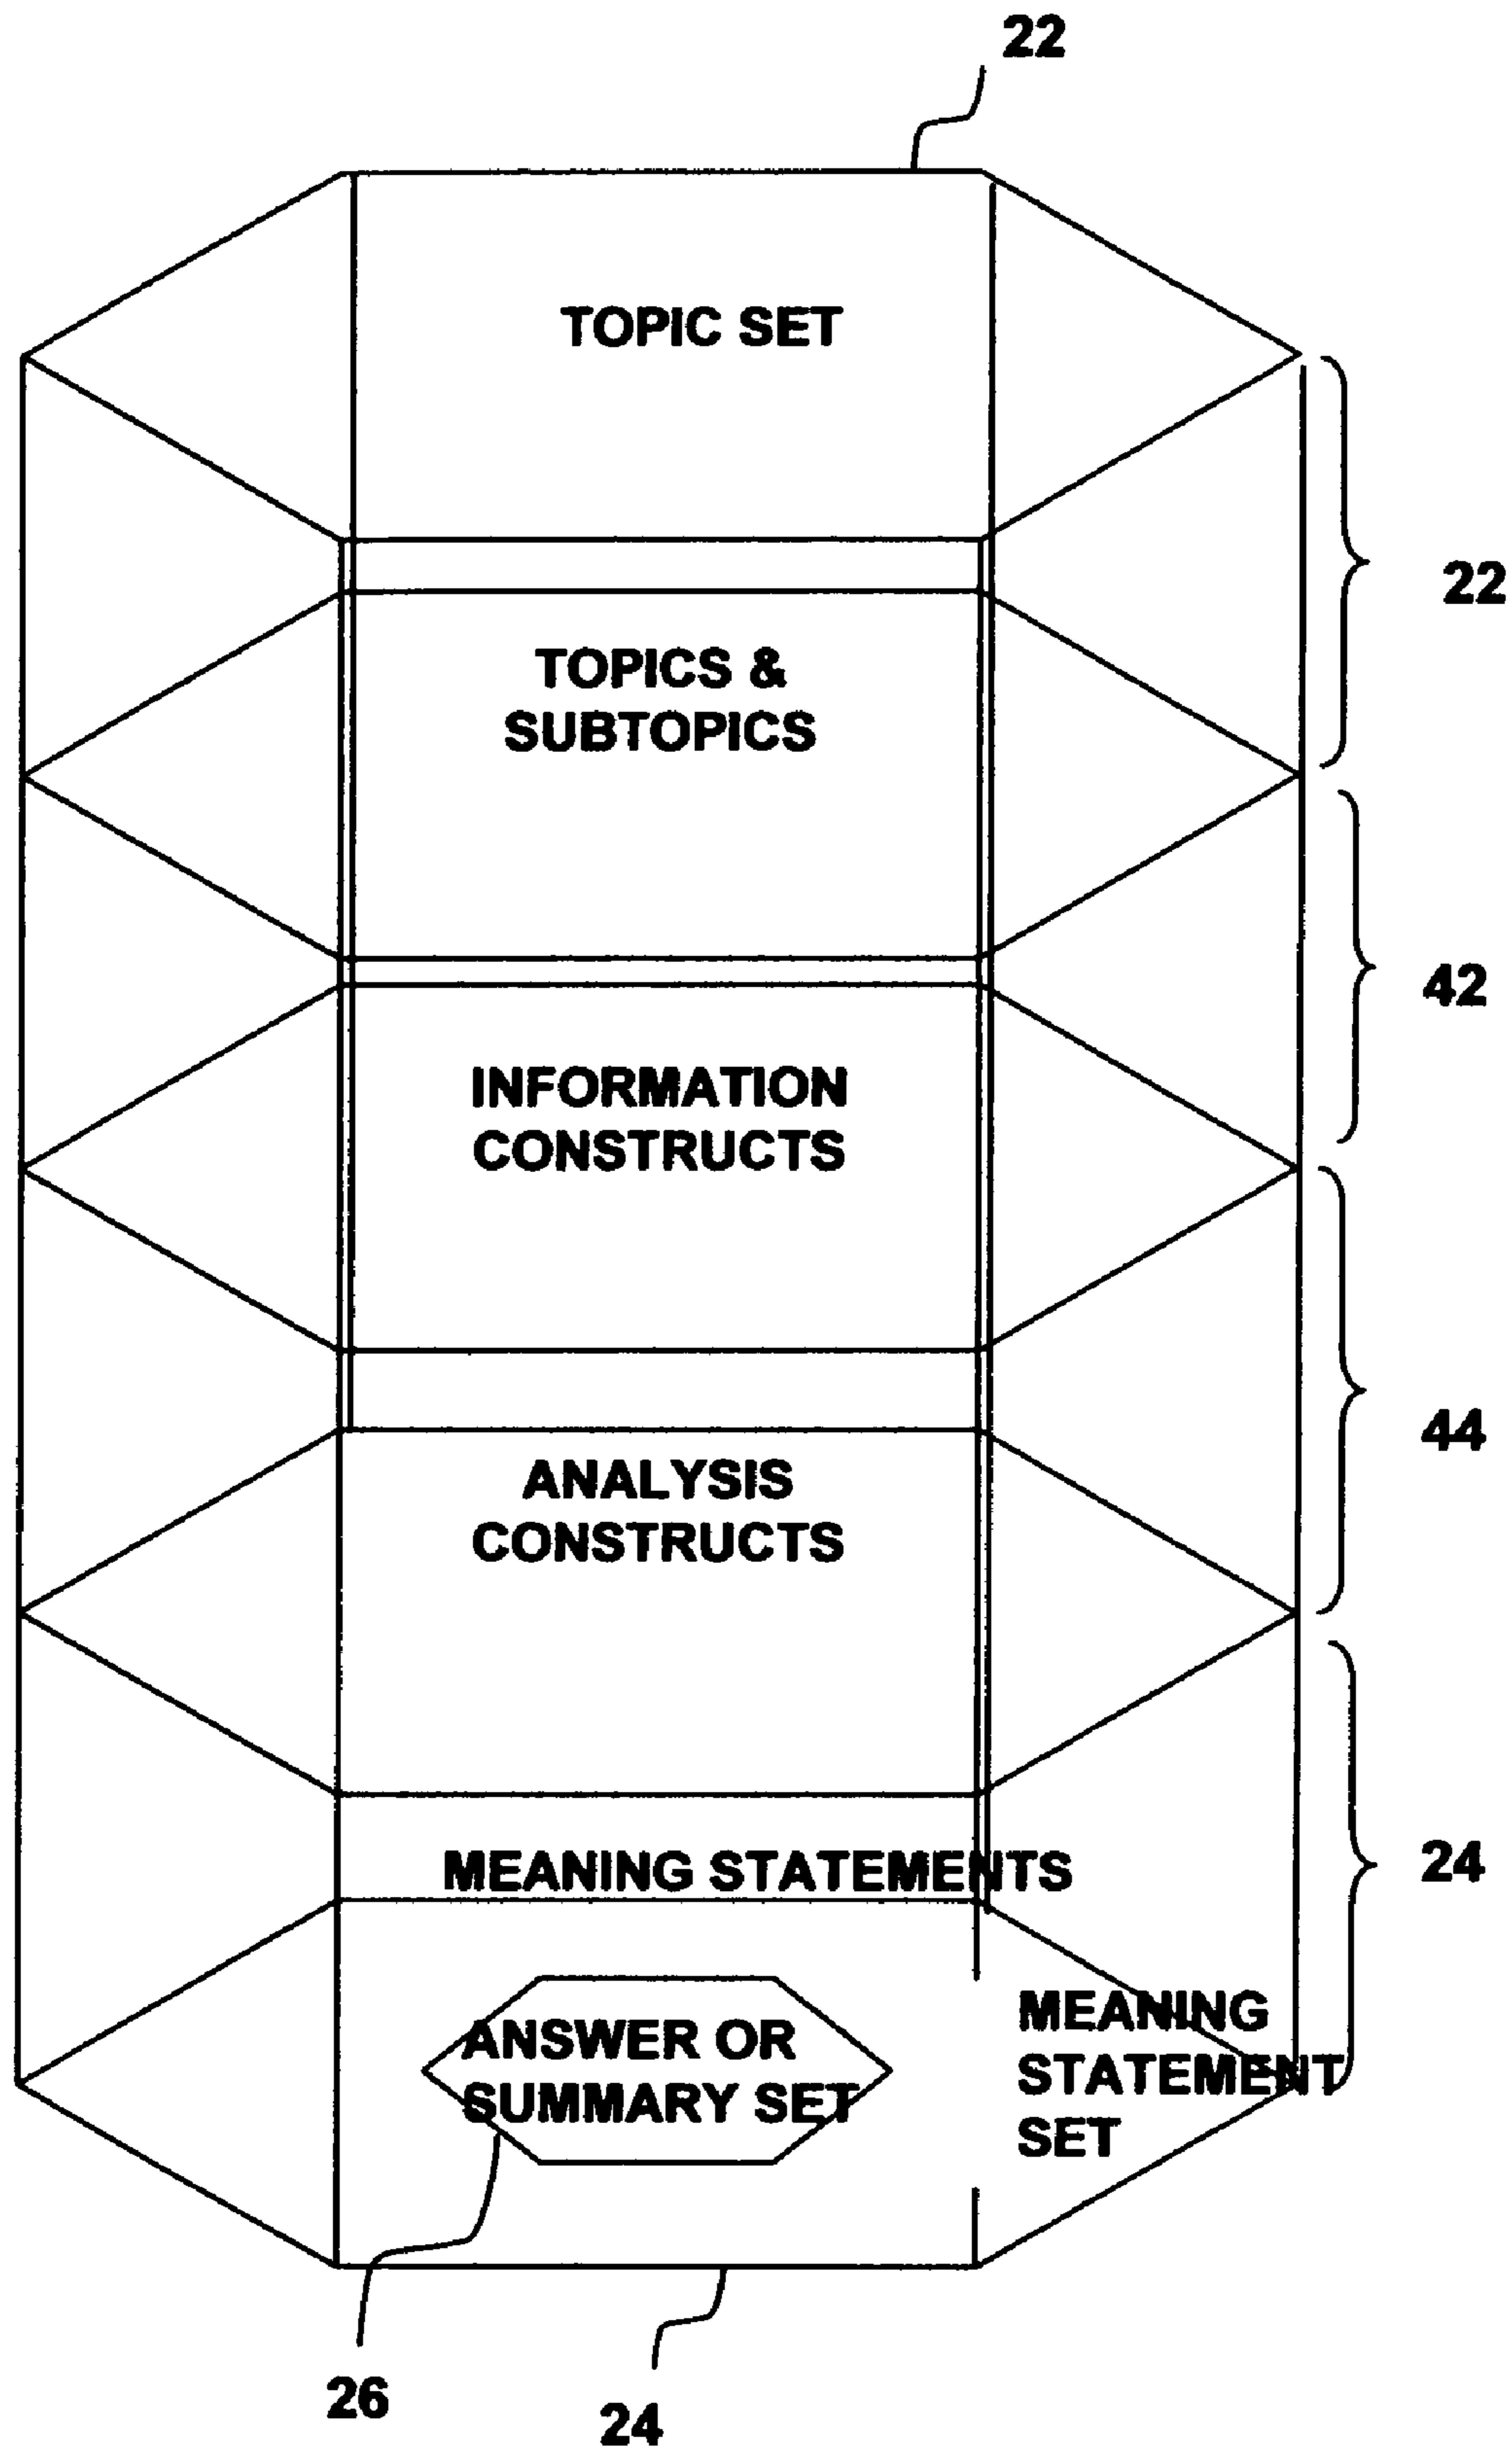 22
TOPIC SET
22
TOPICS &
SUBTOPICS
42
INFORMATION
CONSTRUCTS
44
ANALYSIS
CONSTRUCTS
24
MEANING STATEMENTS
ANSWER OR
SUMMARY SET
MEANING
STATEMENT
SET
26
24